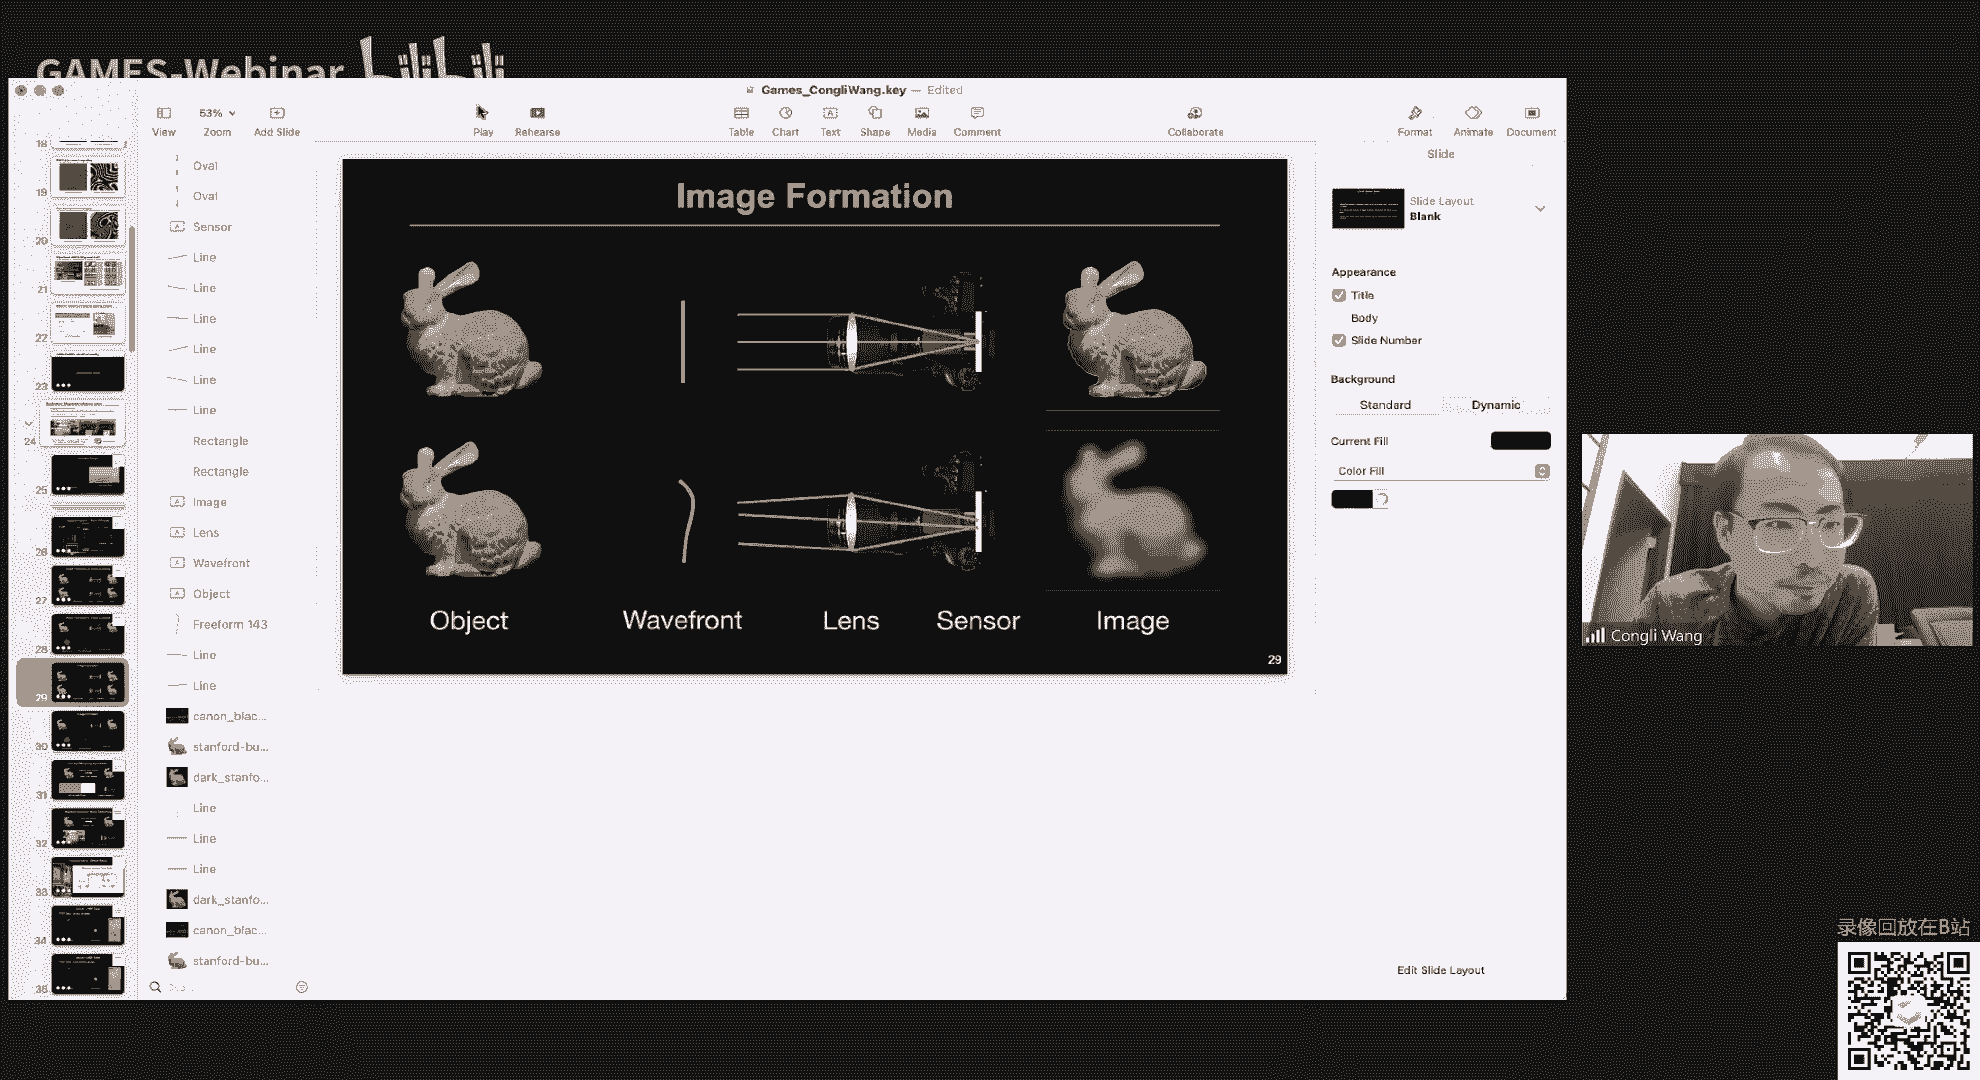 GAMES-Webinar bilibili
Games_CongliWang.key — Edited
53%
View Zoom Add Slide Play Rehearse Table Chart Text Shape Media Comment Collaborate Format Animate Document
18
19
20
21
22
23
24
25
26
27
28
29
30
31
32
33
34
35
Oval
Oval
Sensor
Line
Line
Line
Line
Line
Line
Rectangle
Rectangle
Image
Lens
Wavefront
Object
Freeform 143
Line
Line
canon_blac...
stanford-bu...
dark_stanfo...
Line
Line
Line
dark_stanfo...
canon_blac...
stanford-bu...
Image Formation
Object Wavefront Lens Sensor Image
29
Slide
Slide Layout
Blank
Appearance
Title
Body
Slide Number
Background
Standard Dynamic
Current Fill
Color Fill
Edit Slide Layout
Congli Wang
录像回放在B站